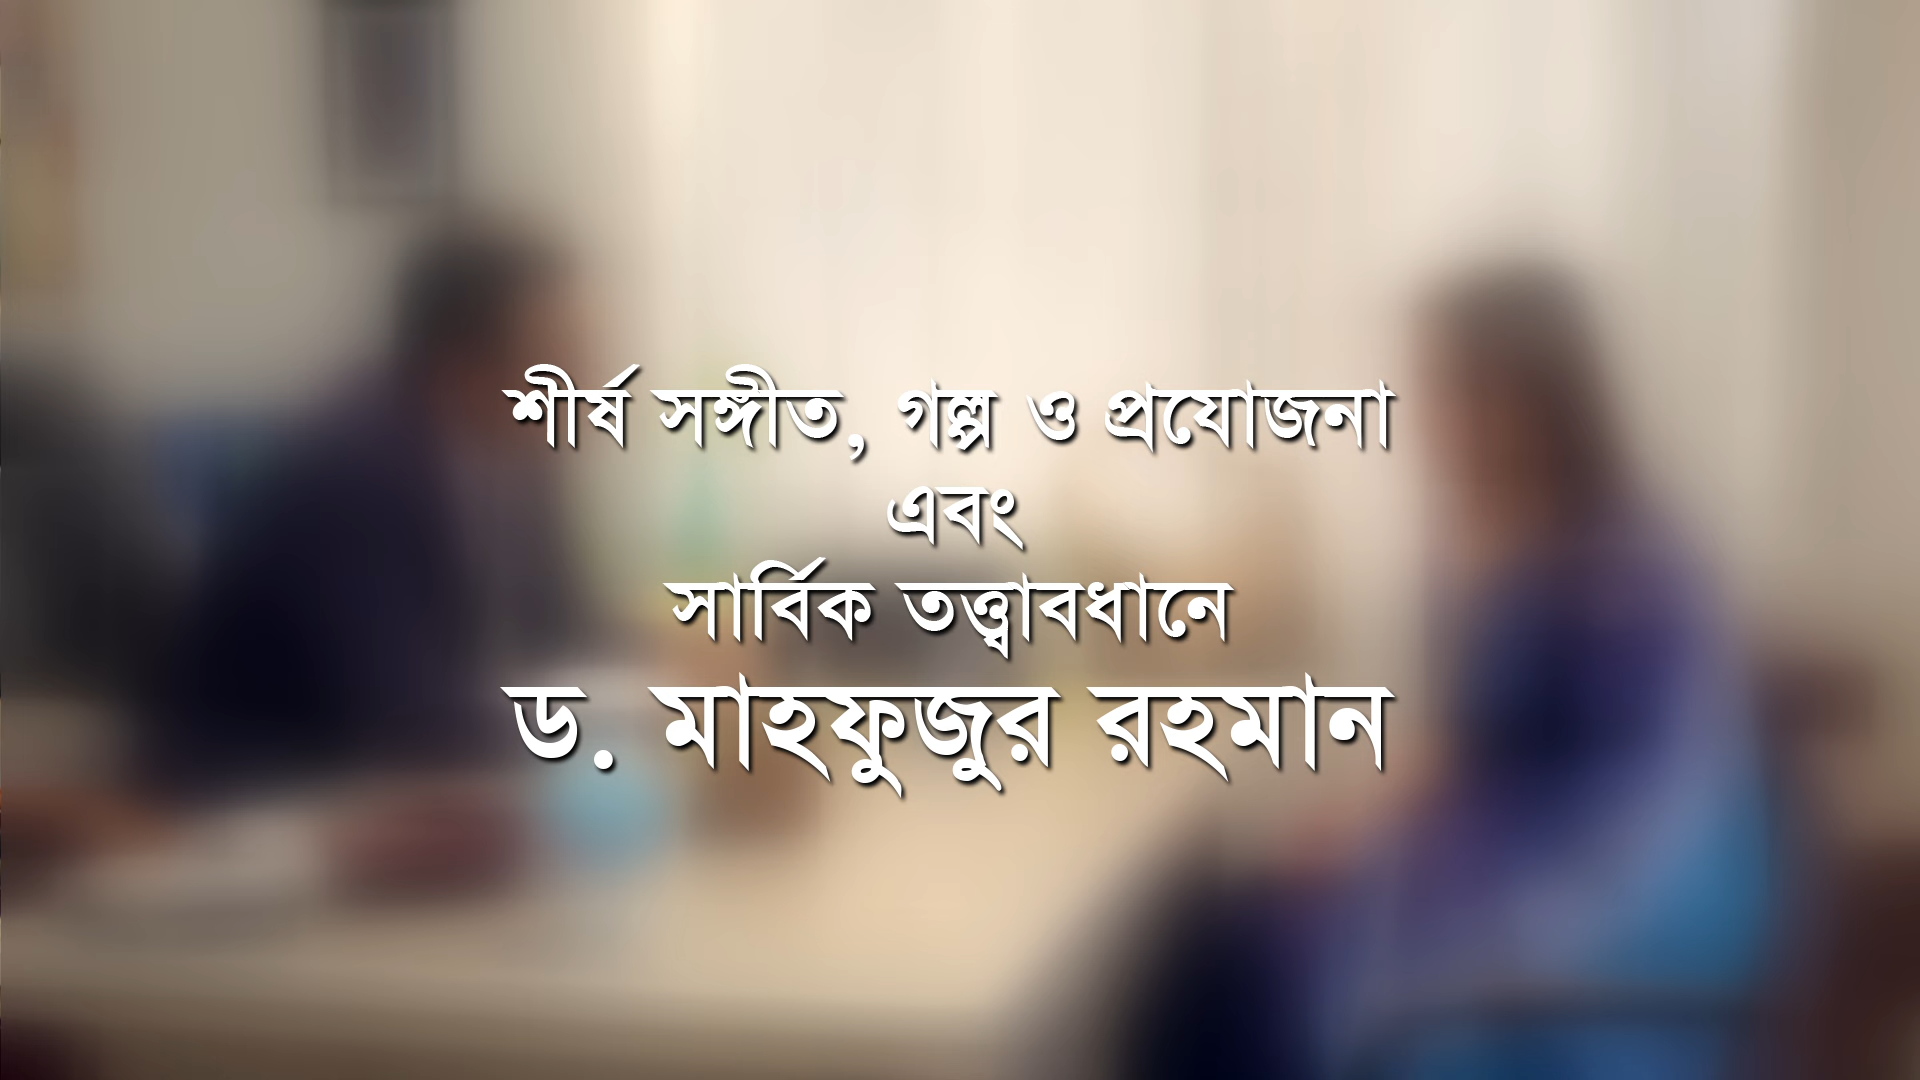 শীর্ষ সঙ্গীত, গল্প ও প্রযোজনা
এবং
সার্বিক তত্ত্বাবধানে
ড. মাহফুজুর রহমান